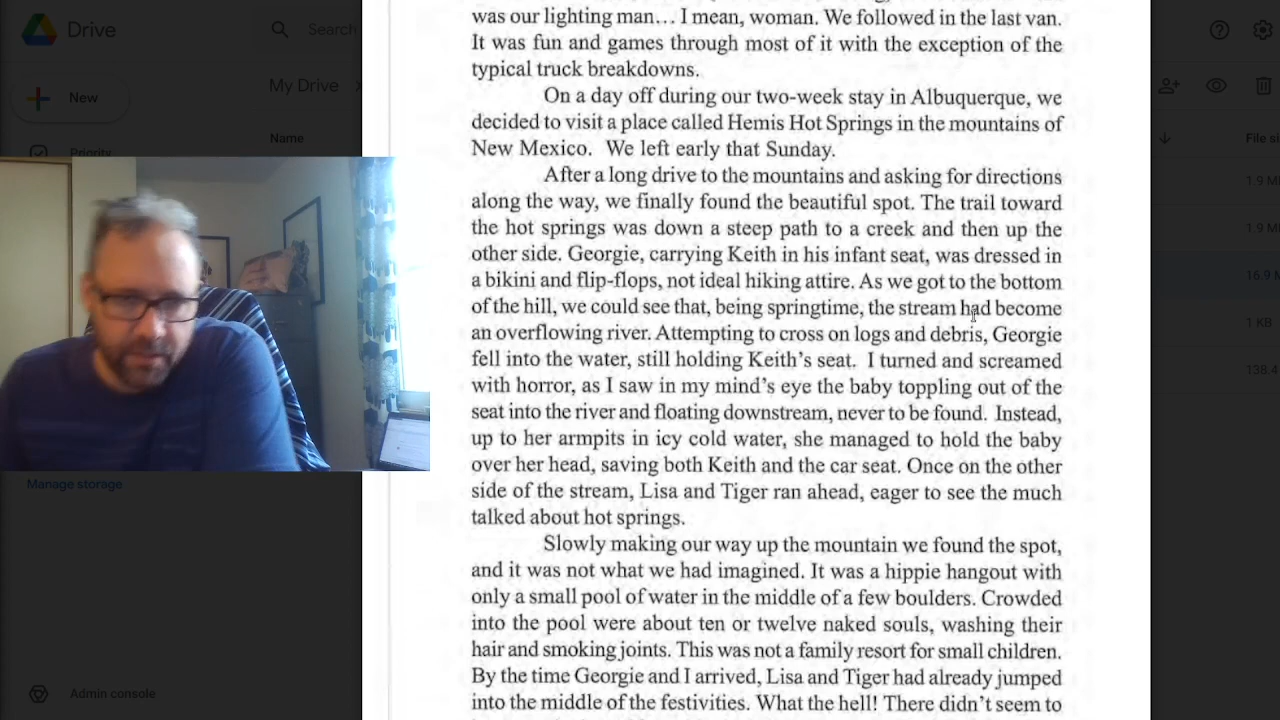 Drive
Search
New
My Drive
Name
Priority
File si
1.9 M
1.9 M
16.9
1 KB
138.4
Manage storage
Admin console
was our lighting man… I mean, woman. We followed in the last van.
It was fun and games through most of it with the exception of the
typical truck breakdowns.
On a day off during our two-week stay in Albuquerque, we
decided to visit a place called Hemis Hot Springs in the mountains of
New Mexico. We left early that Sunday.
After a long drive to the mountains and asking for directions
along the way, we finally found the beautiful spot. The trail toward
the hot springs was down a steep path to a creek and then up the
other side. Georgie, carrying Keith in his infant seat, was dressed in
a bikini and flip-flops, not ideal hiking attire. As we got to the bottom
of the hill, we could see that, being springtime, the stream had become
an overflowing river. Attempting to cross on logs and debris, Georgie
fell into the water, still holding Keith's seat. I turned and screamed
with horror, as I saw in my mind's eye the baby toppling out of the
seat into the river and floating downstream, never to be found. Instead,
up to her armpits in icy cold water, she managed to hold the baby
over her head, saving both Keith and the car seat. Once on the other
side of the stream, Lisa and Tiger ran ahead, eager to see the much
talked about hot springs.
Slowly making our way up the mountain we found the spot,
and it was not what we had imagined. It was a hippie hangout with
only a small pool of water in the middle of a few boulders. Crowded
into the pool were about ten or twelve naked souls, washing their
hair and smoking joints. This was not a family resort for small children.
By the time Georgie and I arrived, Lisa and Tiger had already jumped
into the middle of the festivities. What the hell! There didn't seem to